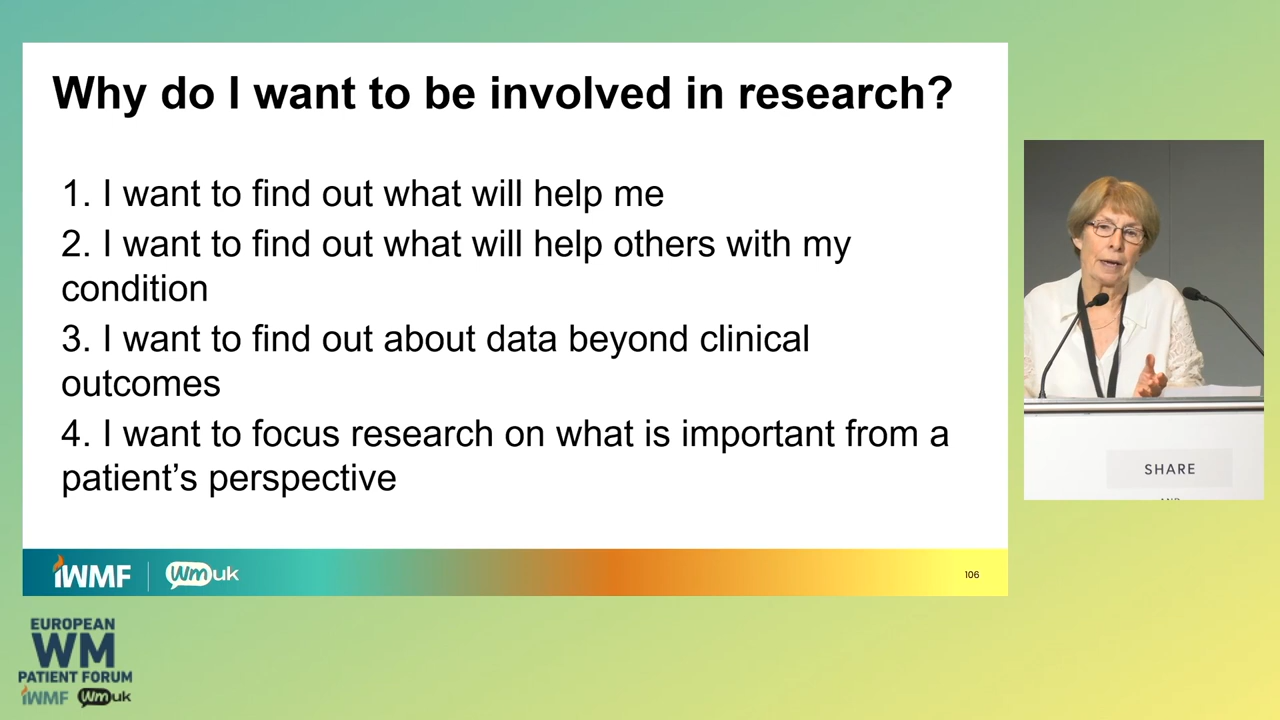 Why do I want to be involved in research?
1. I want to find out what will help me
2. I want to find out what will help others with my
condition
3. I want to find out about data beyond clinical
outcomes
4. I want to focus research on what is important from a
patient’s perspective
iWMF
Wmuk
106
SHARE
AND
EUROPEAN
WM
PATIENT FORUM
iWMF Wmuk